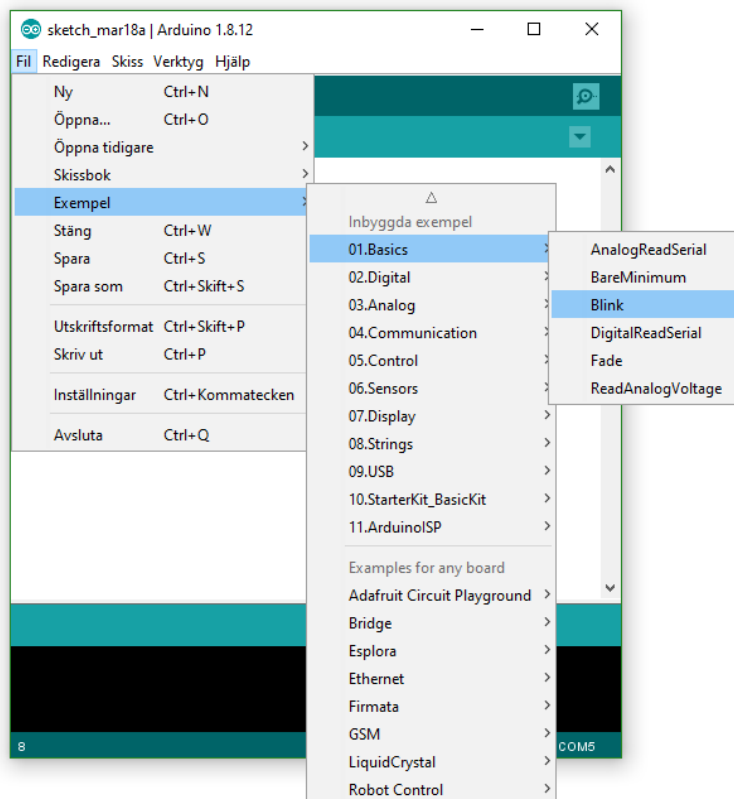 sketch_mar18a | Arduino 1.8.12
Fil Redigera Skiss Verktyg Hjälp
Ny Ctrl+N
Öppna... Ctrl+O
Öppna tidigare
Skissbok
Exempel
Stäng Ctrl+W
Spara Ctrl+S
Spara som Ctrl+Skift+S
Utskriftsformat Ctrl+Skift+P
Skriv ut Ctrl+P
Inställningar Ctrl+Kommatecken
Avsluta Ctrl+Q
Inbyggda exempel
01.Basics
02.Digital
03.Analog
04.Communication
05.Control
06.Sensors
07.Display
08.Strings
09.USB
10.StarterKit_BasicKit
11.ArduinoISP
Examples for any board
Adafruit Circuit Playground
Bridge
Esplora
Ethernet
Firmata
GSM
LiquidCrystal
Robot Control
AnalogReadSerial
BareMinimum
Blink
DigitalReadSerial
Fade
ReadAnalogVoltage
8 COM5